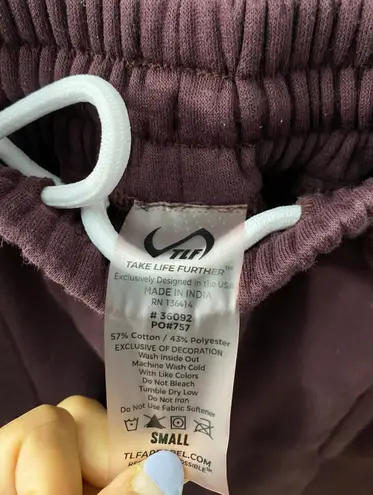 TLF
TAKE LIFE FURTHER™
Exclusively Designed in the USA
MADE IN INDIA
RN 136414
# 36092
PO#757
57% Cotton / 43% Polyester
EXCLUSIVE OF DECORATION
Wash Inside Out
Machine Wash Cold
With Like Colors
Do Not Bleach
Tumble Dry Low
Do Not Iron
Do Not Use Fabric Softener
SMALL